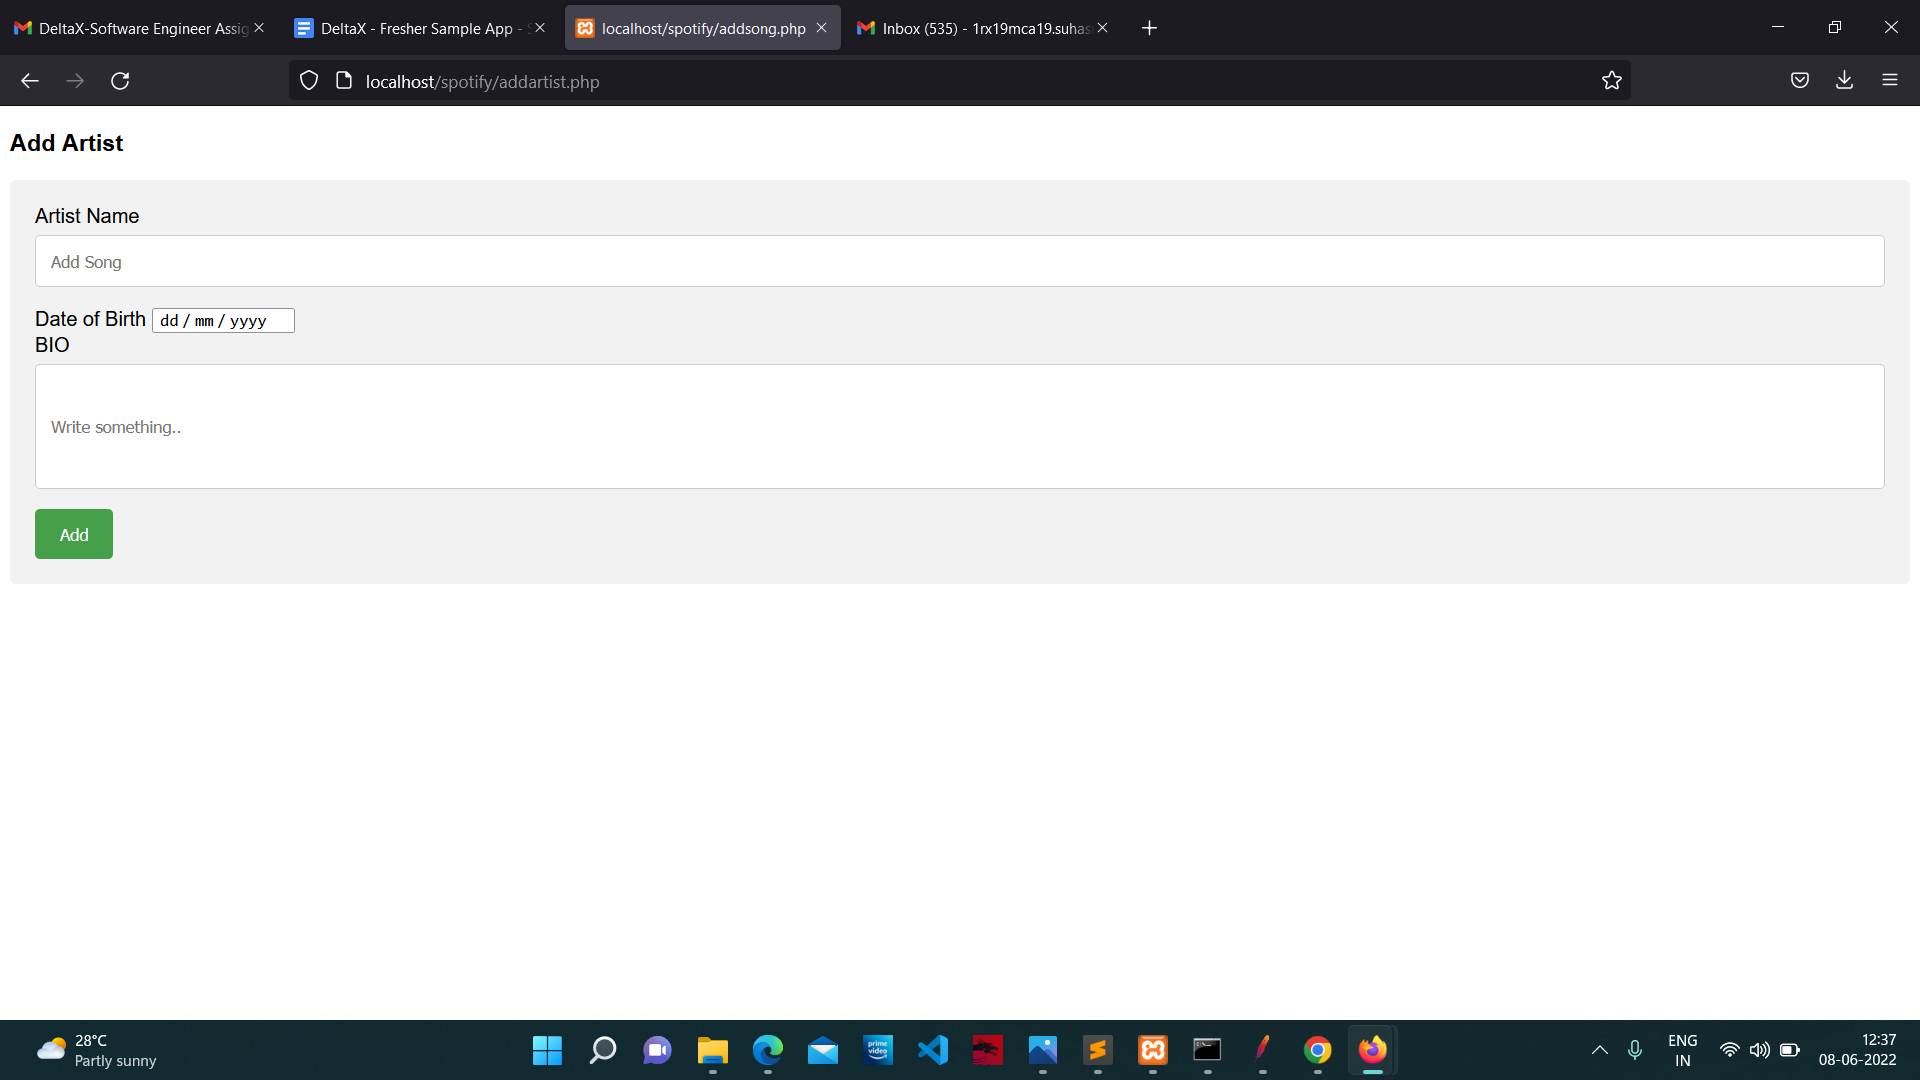 DeltaX-Software Engineer Assig
DeltaX - Fresher Sample App -
localhost/spotify/addsong.php
Inbox (535) - 1rx19mca19.suhas
localhost/spotify/addartist.php
Add Artist
Artist Name
Add Song
Date of Birth dd / mm / yyyy
BIO
Write something..
Add
28°C
Partly sunny
prime video
ENG
IN
12:37
08-06-2022